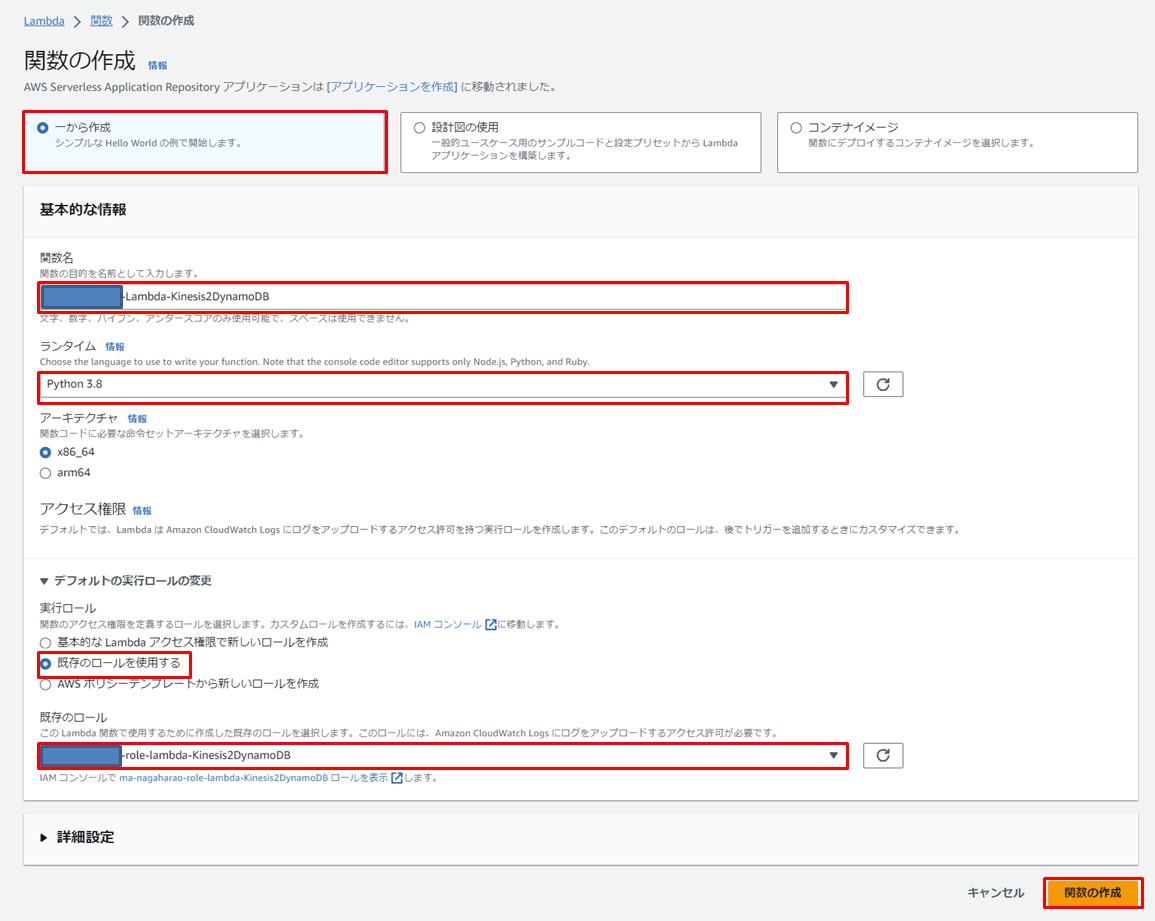 Lambda > 関数 > 関数の作成
関数の作成 情報
AWS Serverless Application Repository アプリケーションは [アプリケーションを作成] に移動されました。
一から作成
シンプルな Hello World の例で開始します。
設計図の使用
一般的ユースケース用のサンプルコードと設定プリセットから Lambda
アプリケーションを構築します。
コンテナイメージ
関数にデプロイするコンテナイメージを選択します。
基本的な情報
関数名
関数の目的を名前として入力します。
-Lambda-Kinesis2DynamoDB
文字、数字、ハイフン、アンダースコアのみ使用可能で、スペースは使用できません。
ランタイム 情報
Choose the language to use to write your function. Note that the console code editor supports only Node.js, Python, and Ruby.
Python 3.8
アーキテクチャ 情報
関数コードに必要な命令セットアーキテクチャを選択します。
x86_64
arm64
アクセス権限 情報
デフォルトでは、Lambda は Amazon CloudWatch Logs にログをアップロードするアクセス許可を持つ実行ロールを作成します。このデフォルトのロールは、後でトリガーを追加するときにカスタマイズできます。
デフォルトの実行ロールの変更
実行ロール
関数のアクセス権限を定義するロールを選択します。カスタムロールを作成するには、IAM コンソール に移動します。
基本的な Lambda アクセス権限で新しいロールを作成
既存のロールを使用する
AWS ポリシーテンプレートから新しいロールを作成
既存のロール
この Lambda 関数で使用するために作成した既存のロールを選択します。このロールには、Amazon CloudWatch Logs にログをアップロードするアクセス許可が必要です。
-role-lambda-Kinesis2DynamoDB
IAM コンソールで ma-nagaharao-role-lambda-Kinesis2DynamoDB ロールを表示 します。
詳細設定
キャンセル
関数の作成